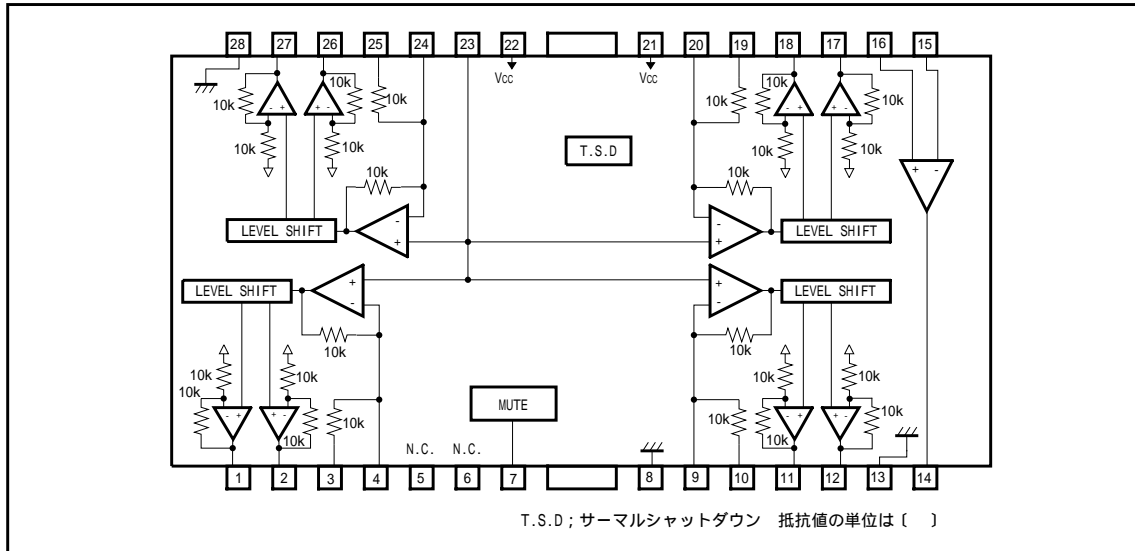 28 27 26 25 24 23 22 21 20 19 18 17 16 15
Vcc Vcc
10k 10k 10k 10k 10k 10k 10k 10k 10k 10k
- + + - - + + - + -
T.S.D
10k 10k
LEVEL SHIFT - + - + LEVEL SHIFT
LEVEL SHIFT + - + - LEVEL SHIFT
10k 10k
10k 10k 10k 10k
10k 10k 10k 10k 10k 10k
- + + - - + + -
MUTE
N.C. N.C.
1 2 3 4 5 6 7 8 9 10 11 12 13 14
T.S.D；サーマルシャットダウン　抵抗値の単位は〔　〕